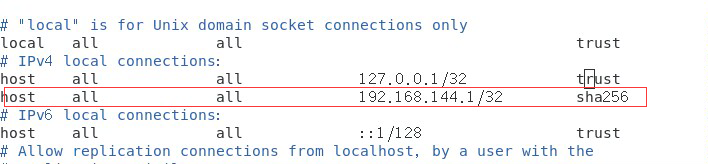 # "local" is for Unix domain socket connections only
local all all trust
# IPv4 local connections:
host all all 127.0.0.1/32 trust
host all all 192.168.144.1/32 sha256
# IPv6 local connections:
host all all ::1/128 trust
# Allow replication connections from localhost, by a user with the